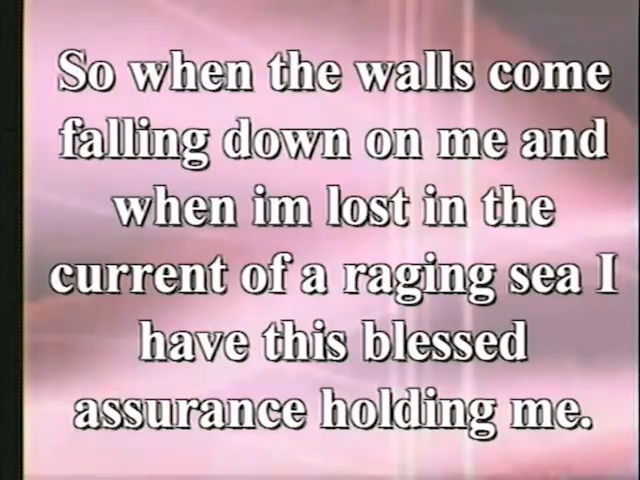 So when the walls come
falling down on me and
when im lost in the
current of a raging sea I
have this blessed
assurance holding me.